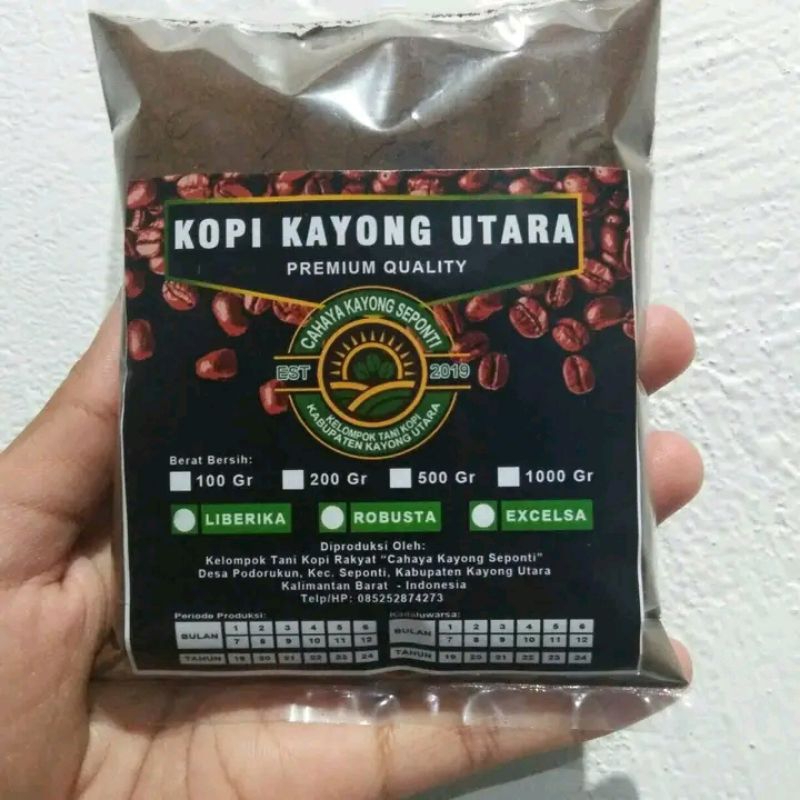 KOPI KAYONG UTARA
PREMIUM QUALITY
CAHAYA KAYONG SEPONTI
EST 2019
KELOMPOK TANI KOPI
KABUPATEN KAYONG UTARA
Berat Bersih:
100 Gr 200 Gr 500 Gr 1000 Gr
LIBERIKA ROBUSTA EXCELSA
Diproduksi Oleh:
Kelompok Tani Kopi Rakyat "Cahaya Kayong Seponti"
Desa Podorukun, Kec. Seponti, Kabupaten Kayong Utara
Kalimantan Barat - Indonesia
Telp/HP: 085252874273
Periode Produksi: Kadaluwarsa:
BULAN 1 2 3 4 5 6 BULAN 1 2 3 4 5 6
7 8 9 10 11 12 7 8 9 10 11 12
TAHUN 19 20 21 22 23 24 TAHUN 19 20 21 22 23 24